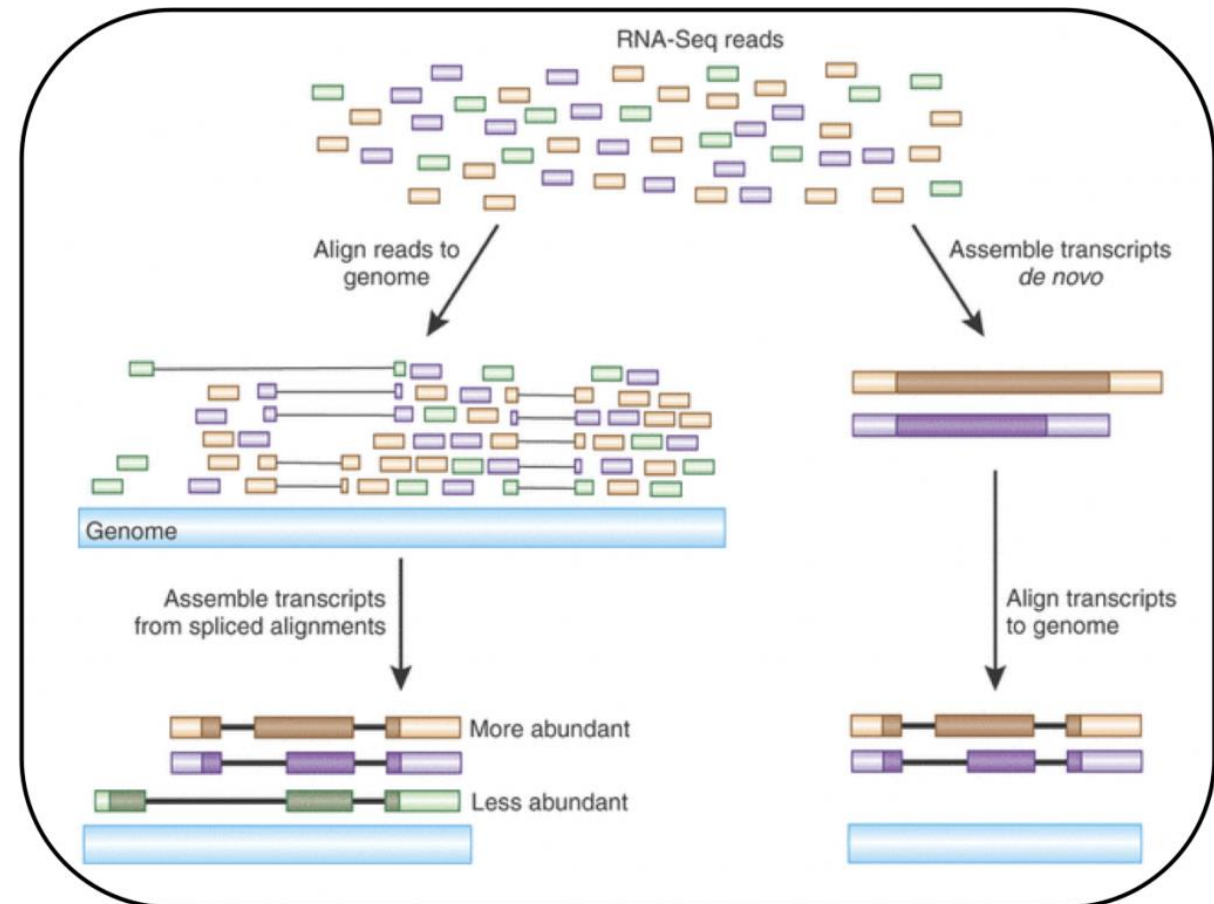 RNA-Seq reads
Align reads to
genome
Assemble transcripts
de novo
Genome
Assemble transcripts
from spliced alignments
Align transcripts
to genome
More abundant
Less abundant